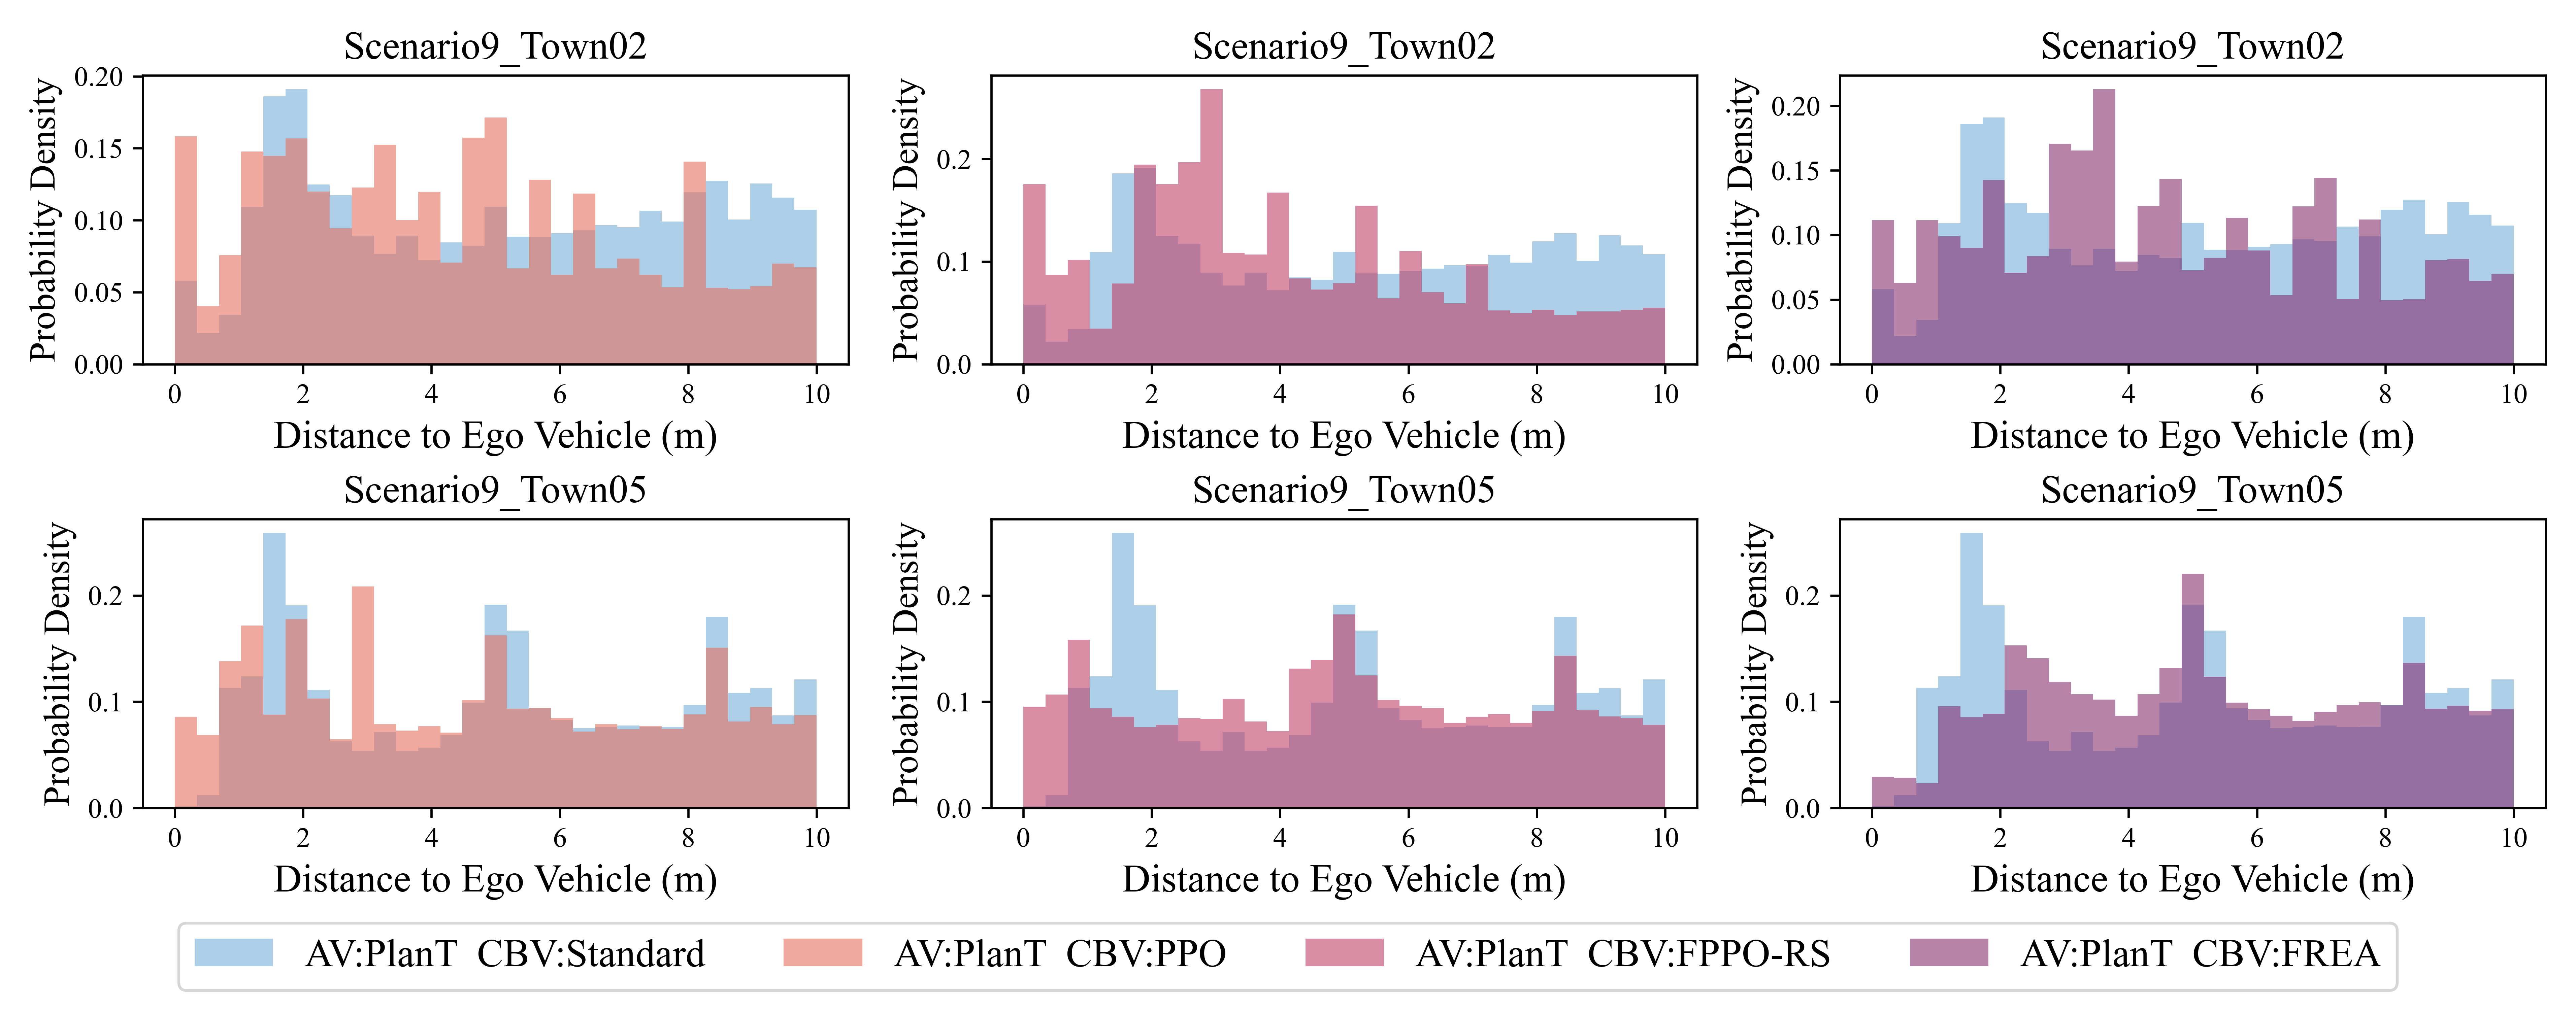 Scenario9_Town02
Probability Density
0.20
0.15
0.10
0.05
0.00
0 2 4 6 8 10
Distance to Ego Vehicle (m)
Scenario9_Town02
Probability Density
0.2
0.1
0.0
0 2 4 6 8 10
Distance to Ego Vehicle (m)
Scenario9_Town02
Probability Density
0.20
0.15
0.10
0.05
0.00
0 2 4 6 8 10
Distance to Ego Vehicle (m)
Scenario9_Town05
Probability Density
0.2
0.1
0.0
0 2 4 6 8 10
Distance to Ego Vehicle (m)
Scenario9_Town05
Probability Density
0.2
0.1
0.0
0 2 4 6 8 10
Distance to Ego Vehicle (m)
Scenario9_Town05
Probability Density
0.2
0.1
0.0
0 2 4 6 8 10
Distance to Ego Vehicle (m)
AV:PlanT CBV:Standard
AV:PlanT CBV:PPO
AV:PlanT CBV:FPPO-RS
AV:PlanT CBV:FREA